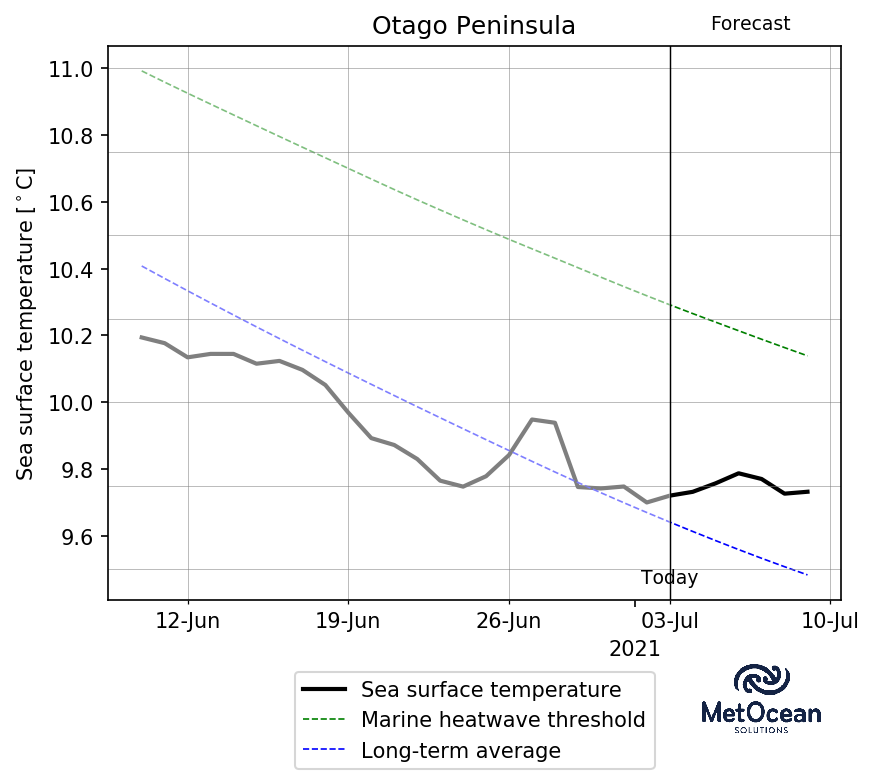 Otago Peninsula
Forecast
Sea surface temperature [°C]
11.0
10.8
10.6
10.4
10.2
10.0
9.8
9.6
Today
12-Jun
19-Jun
26-Jun
03-Jul
10-Jul
2021
Sea surface temperature
Marine heatwave threshold
Long-term average
MetOcean
SOLUTIONS